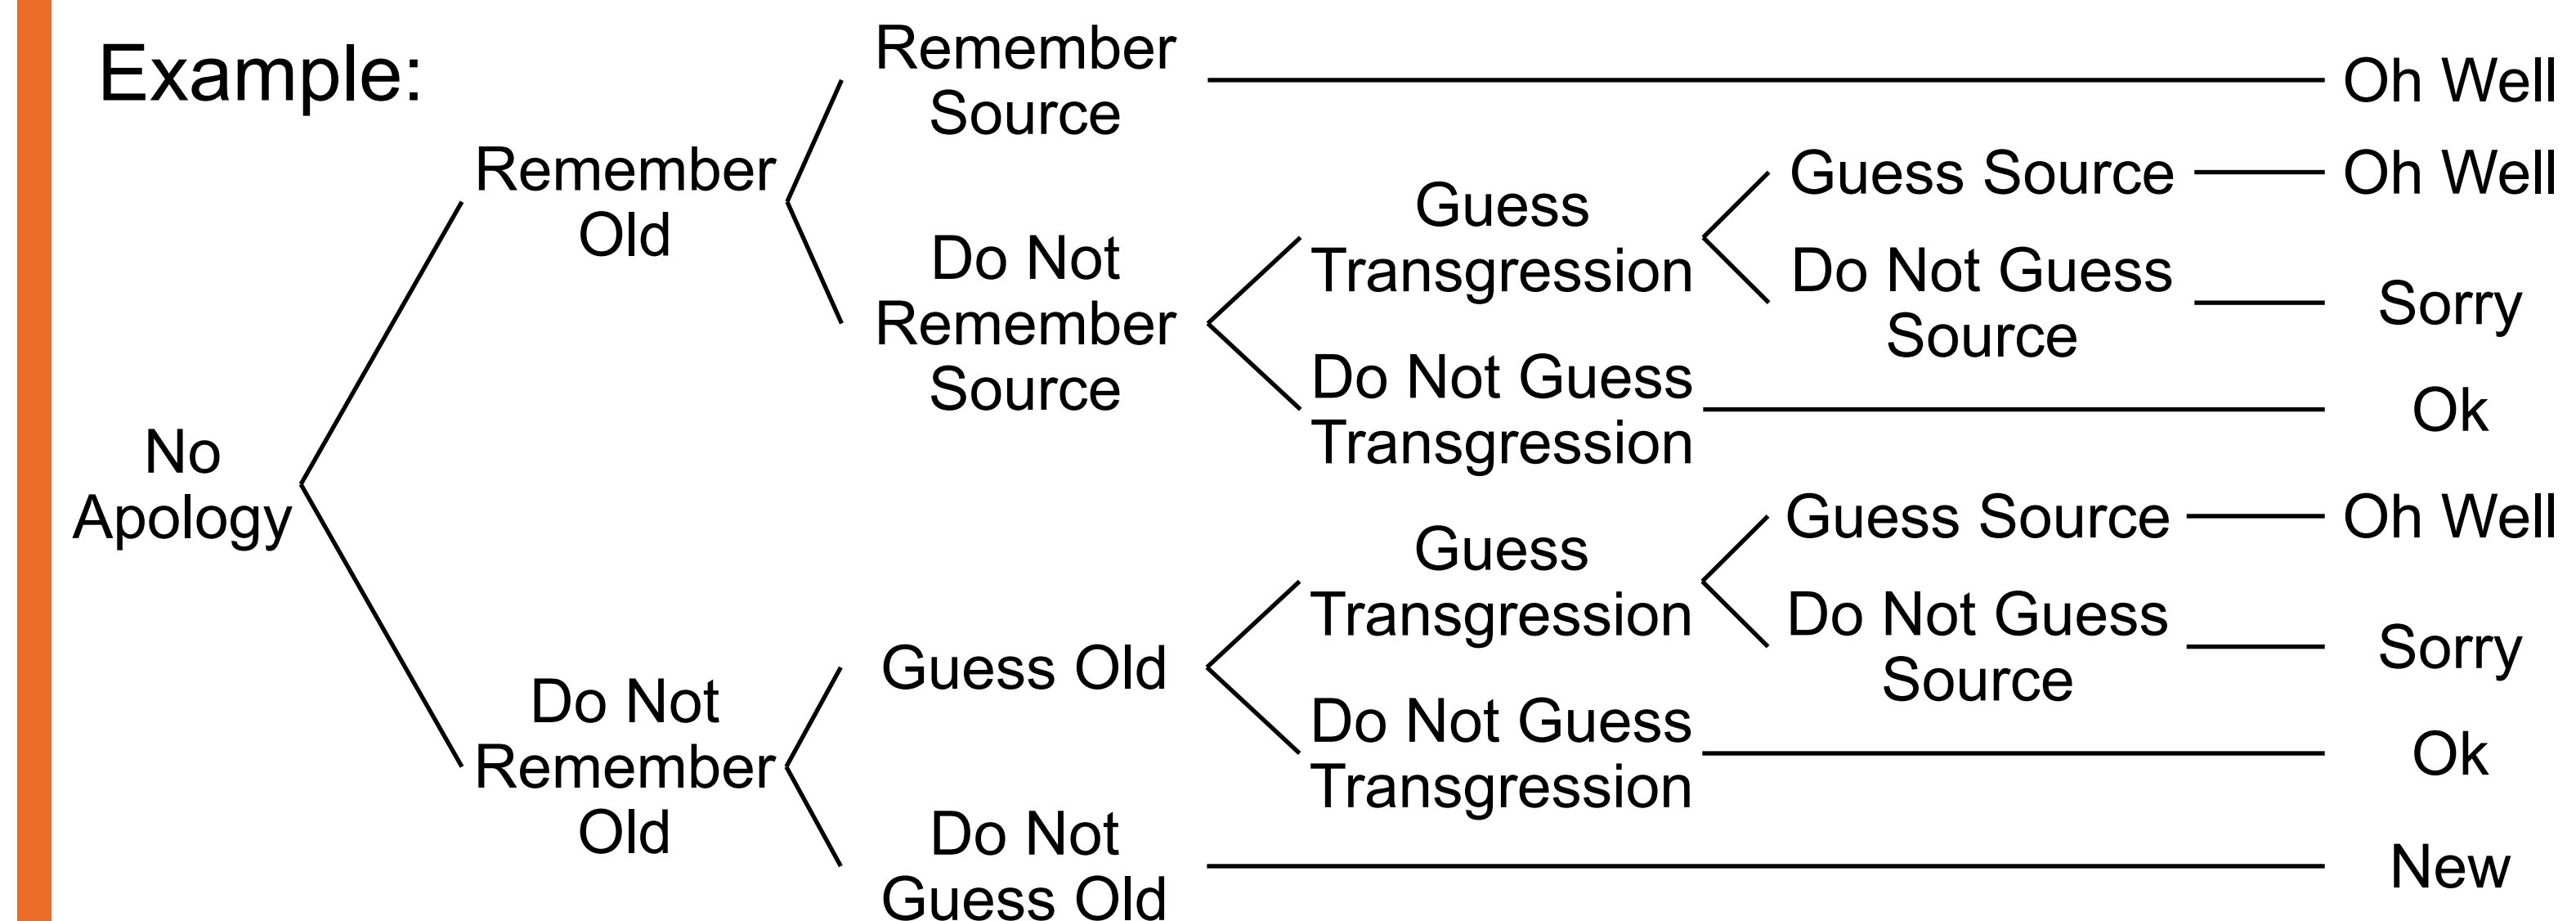 Example:
No
Apology
Remember
Old
Do Not
Remember
Old
Remember
Source
Do Not
Remember
Source
Guess Old
Do Not
Guess Old
Guess
Transgression
Do Not Guess
Transgression
Guess
Transgression
Do Not Guess
Transgression
Guess Source
Do Not Guess
Source
Guess Source
Do Not Guess
Source
Oh Well
Oh Well
Sorry
Ok
Oh Well
Sorry
Ok
New